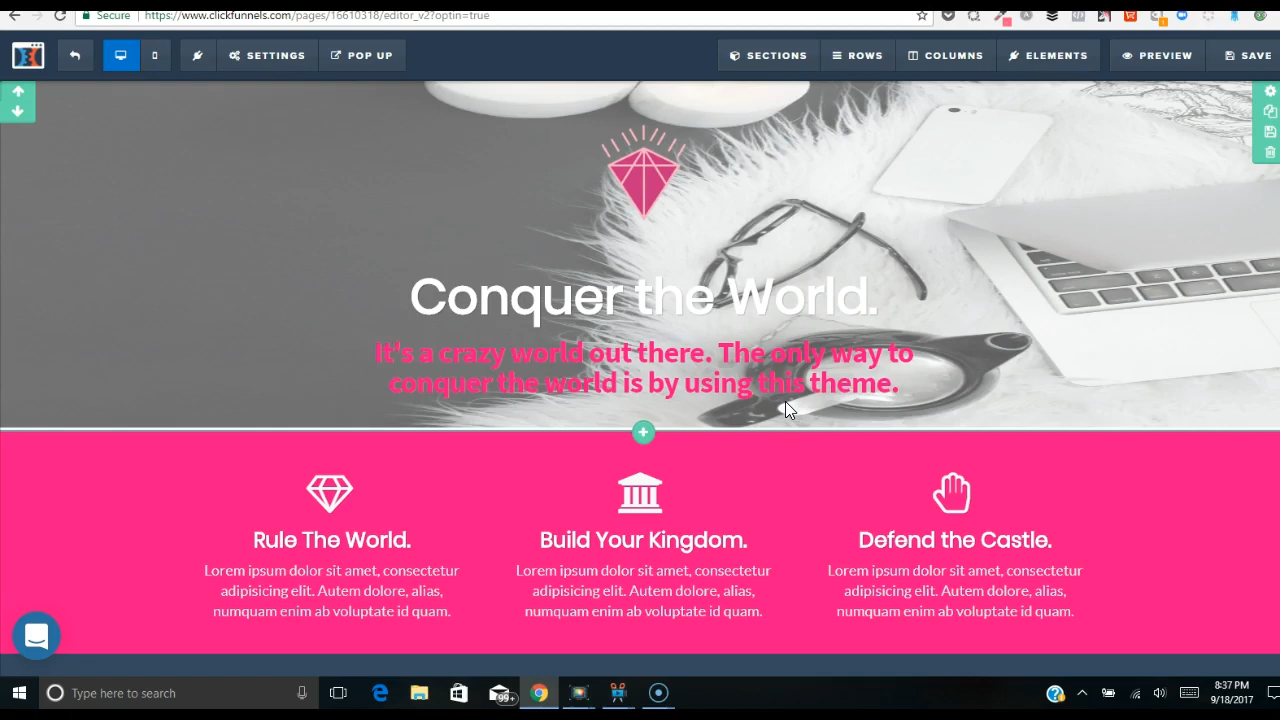 Secure
https://www.clickfunnels.com/pages/16610318/editor_v2?optin=true
SETTINGS
POP UP
SECTIONS
ROWS
COLUMNS
ELEMENTS
PREVIEW
SAVE
Conquer the World.
It's a crazy world out there. The only way to
conquer the world is by using this theme.
Rule The World.
Lorem ipsum dolor sit amet, consectetur
adipisicing elit. Autem dolore, alias,
numquam enim ab voluptate id quam.
Build Your Kingdom.
Lorem ipsum dolor sit amet, consectetur
adipisicing elit. Autem dolore, alias,
numquam enim ab voluptate id quam.
Defend the Castle.
Lorem ipsum dolor sit amet, consectetur
adipisicing elit. Autem dolore, alias,
numquam enim ab voluptate id quam.
Type here to search
99+
8:37 PM
9/18/2017